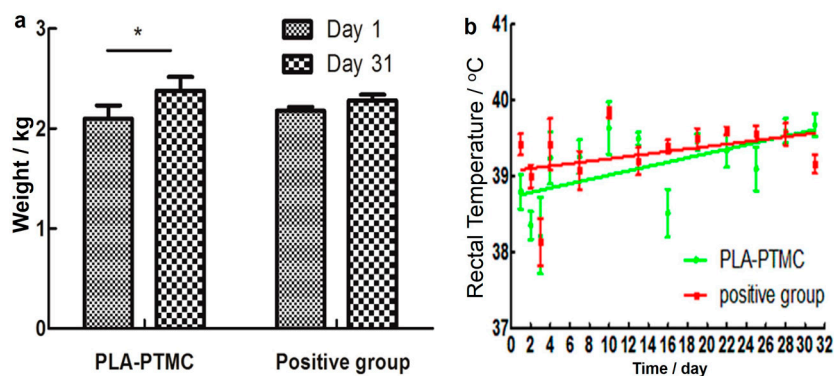 a
Weight / kg
3
2
1
0
*
Day 1
Day 31
PLA-PTMC
Positive group
b
Rectal Temperature / °C
41
40
39
38
37
PLA-PTMC
positive group
0 2 4 6 8 10 12 14 16 18 20 22 24 26 28 30 32
Time / day